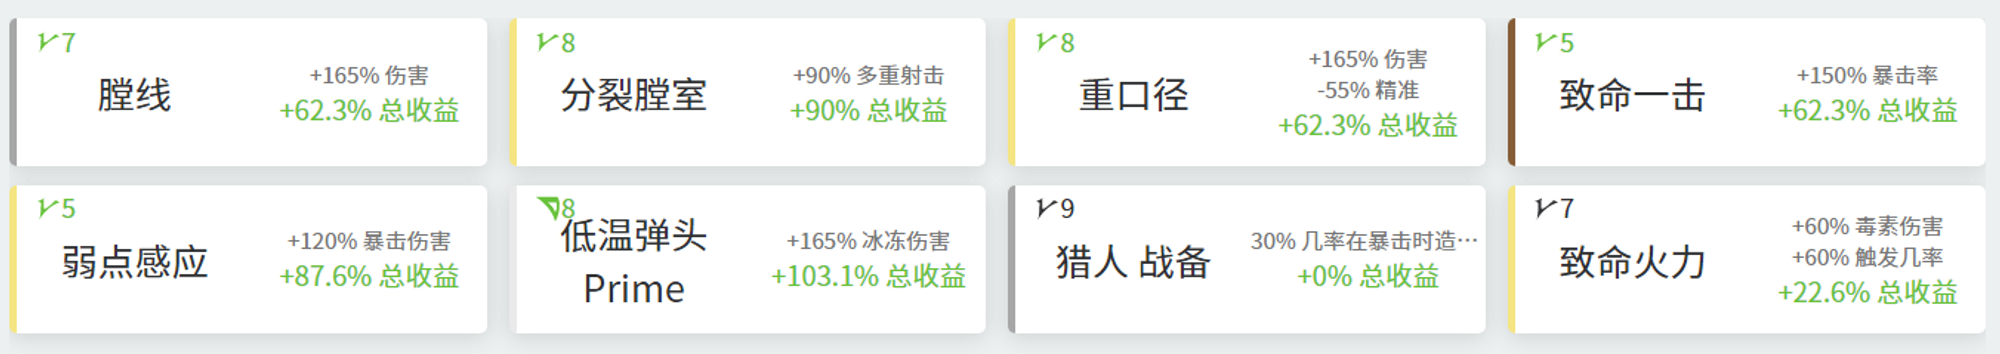 7
膛线
+165% 伤害
+62.3% 总收益
8
分裂膛室
+90% 多重射击
+90% 总收益
8
重口径
+165% 伤害
-55% 精准
+62.3% 总收益
5
致命一击
+150% 暴击率
+62.3% 总收益
5
弱点感应
+120% 暴击伤害
+87.6% 总收益
8
低温弹头
Prime
+165% 冰冻伤害
+103.1% 总收益
9
猎人 战备
30% 几率在暴击时造…
+0% 总收益
7
致命火力
+60% 毒素伤害
+60% 触发几率
+22.6% 总收益